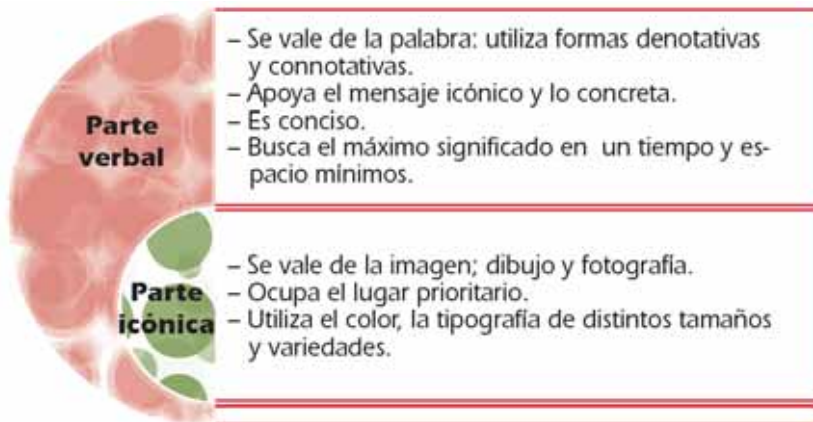 Parte
verbal
– Se vale de la palabra: utiliza formas denotativas
y connotativas.
– Apoya el mensaje icónico y lo concreta.
– Es conciso.
– Busca el máximo significado en un tiempo y es-
pacio mínimos.
Parte
icónica
– Se vale de la imagen; dibujo y fotografía.
– Ocupa el lugar prioritario.
– Utiliza el color, la tipografía de distintos tamaños
y variedades.